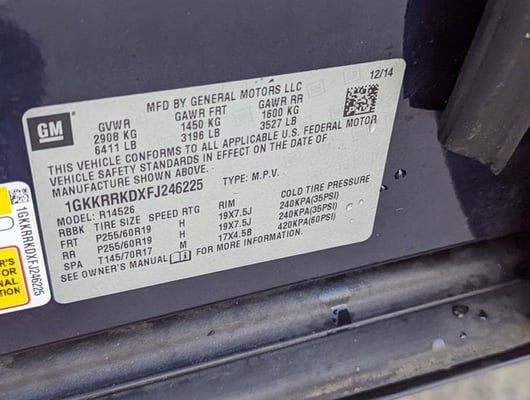 GM
MFD BY GENERAL MOTORS LLC 12/14
GVWR GAWR FRT GAWR RR
2908 KG 1450 KG 1600 KG
6411 LB 3196 LB 3527 LB
THIS VEHICLE CONFORMS TO ALL APPLICABLE U.S. FEDERAL MOTOR
VEHICLE SAFETY STANDARDS IN EFFECT ON THE DATE OF
MANUFACTURE SHOWN ABOVE.
1GKKRRKDXFJ246225 TYPE: M.P.V.
MODEL: R14526
RBBK TIRE SIZE SPEED RTG RIM COLD TIRE PRESSURE
FRT P255/60R19 H 19X7.5J 240KPA(35PSI)
RR P255/60R19 H 19X7.5J 240KPA(35PSI)
SPA T145/70R17 M 17X4.5B 420KPA(60PSI)
SEE OWNER'S MANUAL FOR MORE INFORMATION.
1GKKRRKDXFJ246225
FOR